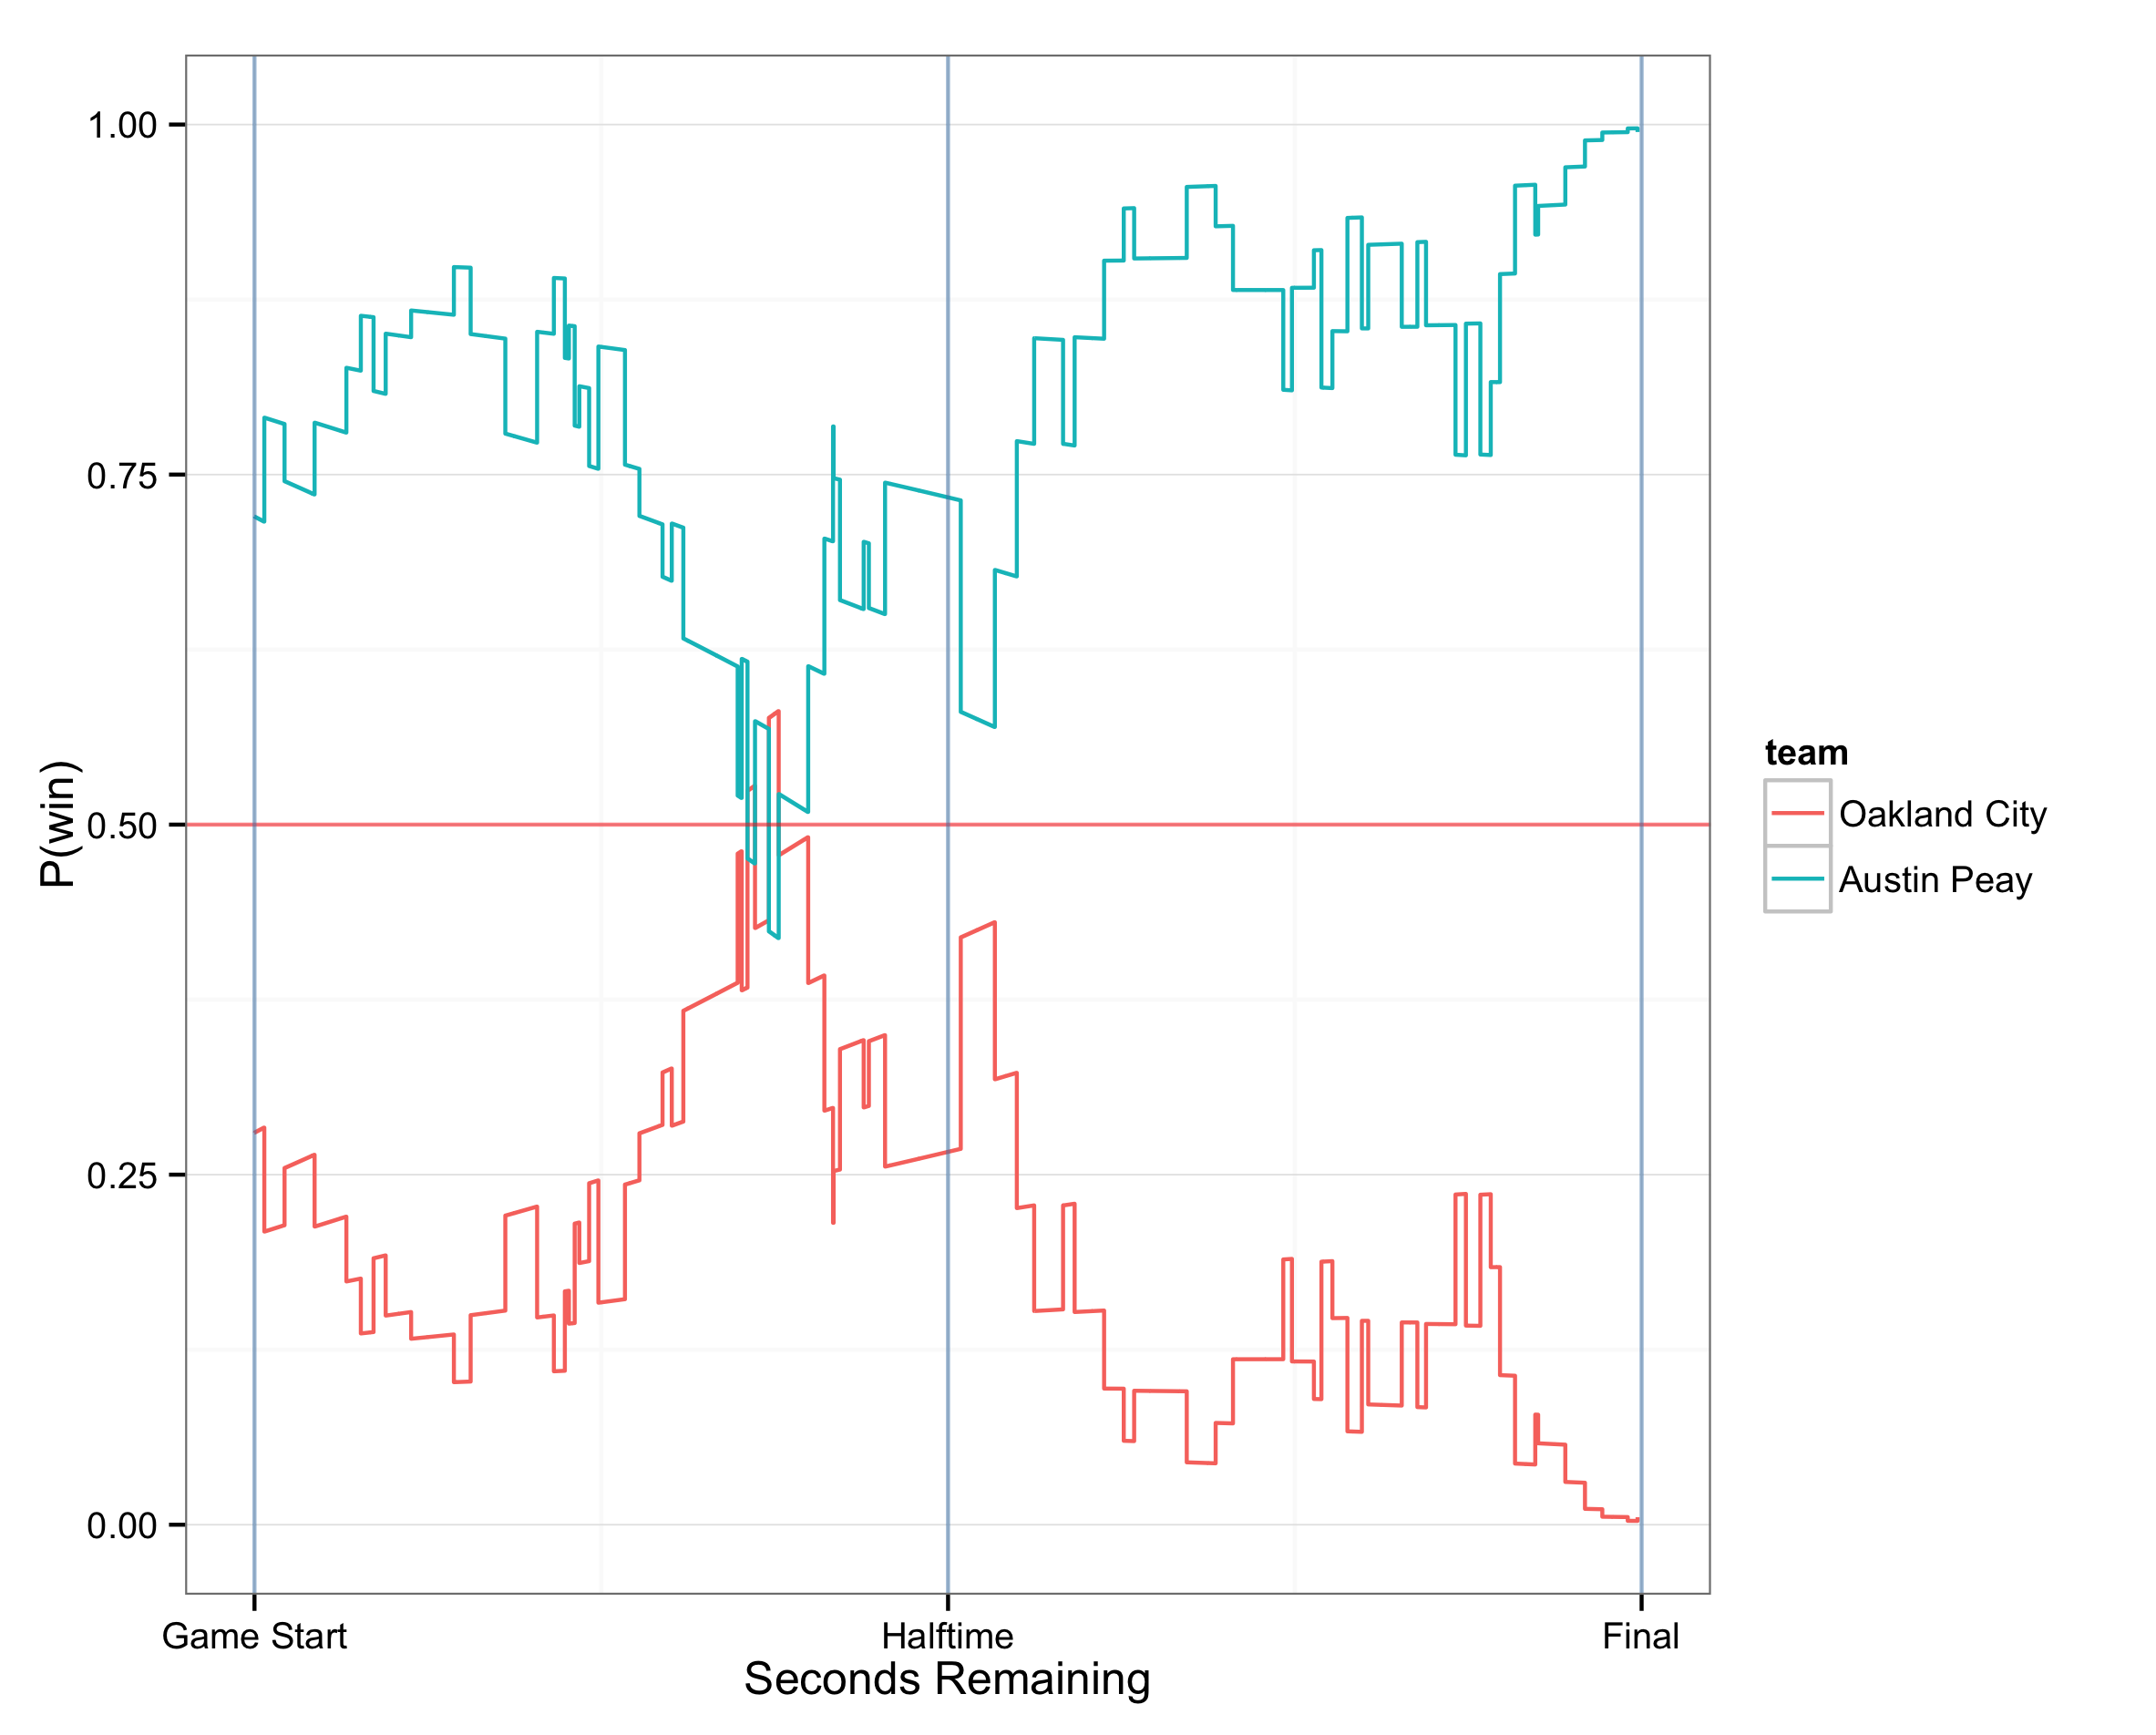 1.00
0.75
0.50
0.25
0.00
P(win)
Game Start
Halftime
Final
Seconds Remaining
team
Oakland City
Austin Peay